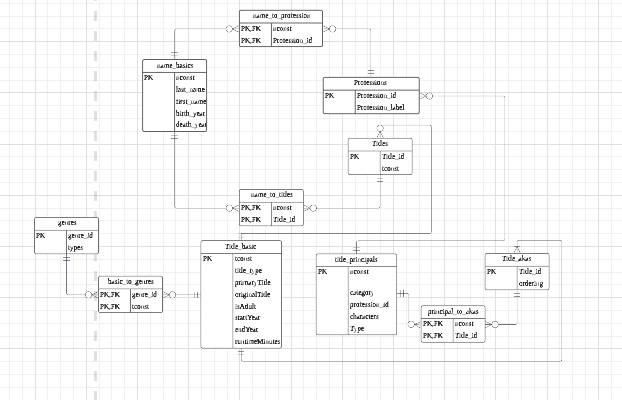 name_to_profession
PK,FK nconst
PK,FK Profession_id
name_basics
PK nconst
last_name
first_name
birth_year
death_year
Professions
PK Profession_id
Profession_label
Titles
PK Title_id
tconst
name_to_titles
PK,FK nconst
PK,FK Title_id
genres
PK genre_id
types
basic_to_genres
PK,FK genre_id
PK,FK tconst
Title_basic
PK tconst
title_type
primaryTitle
originalTitle
isAdult
startYear
endYear
runtimeMinutes
title_principals
PK nconst
category
profession_id
characters
Type
Title_akas
PK Title_id
ordering
principal_to_akas
PK,FK nconst
PK,FK Title_id